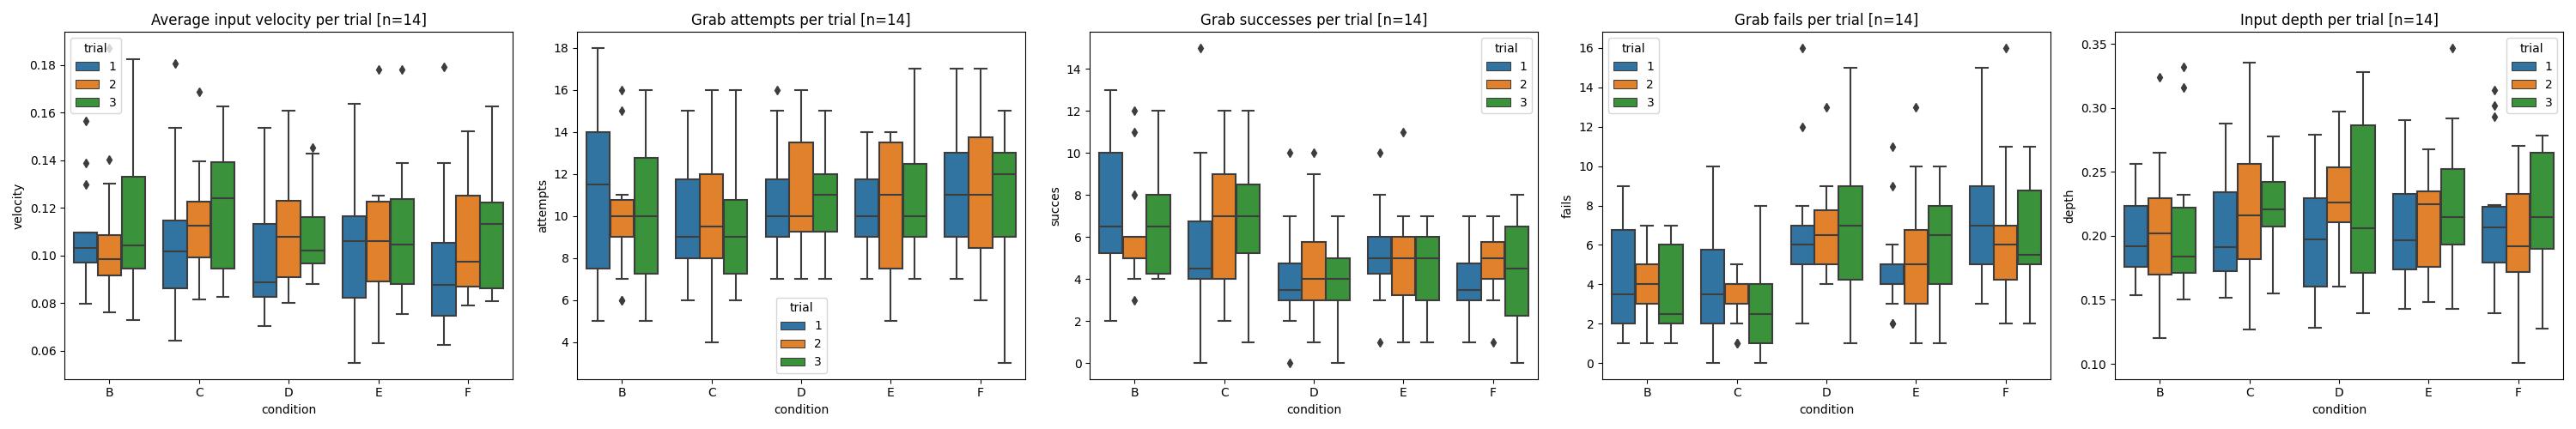 Average input velocity per trial [n=14]
velocity
0.18
0.16
0.14
0.12
0.10
0.08
0.06
trial
1
2
3
B C D E F
condition
Grab attempts per trial [n=14]
attempts
18
16
14
12
10
8
6
4
trial
1
2
3
B C D E F
condition
Grab successes per trial [n=14]
succes
14
12
10
8
6
4
2
0
trial
1
2
3
B C D E F
condition
Grab fails per trial [n=14]
fails
16
14
12
10
8
6
4
2
0
trial
1
2
3
B C D E F
condition
Input depth per trial [n=14]
depth
0.35
0.30
0.25
0.20
0.15
0.10
trial
1
2
3
B C D E F
condition